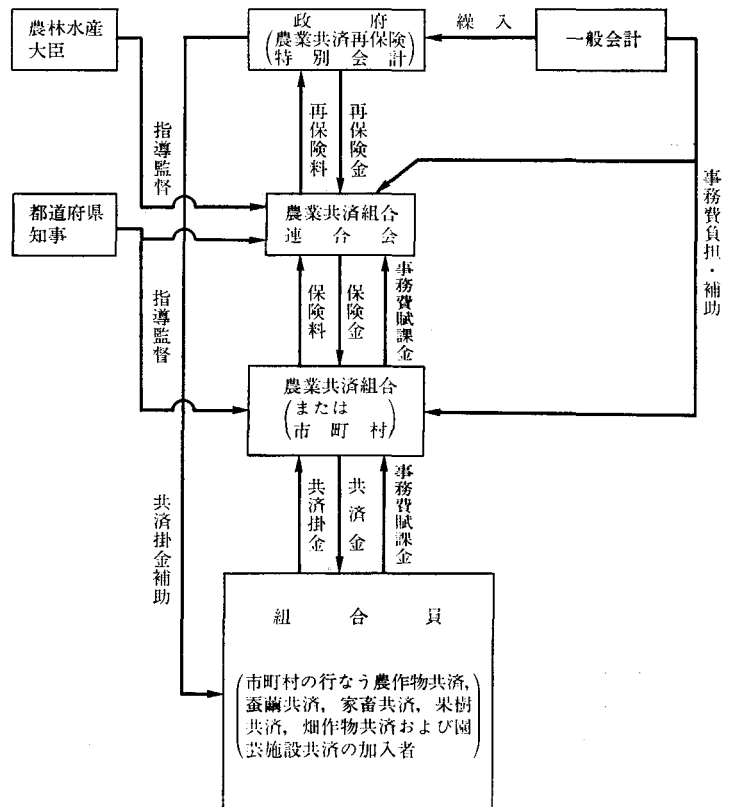 農林水産
大臣
政府
(農業共済再保険
特別会計)
繰入
一般会計
指導監督
再保険料
再保険金
都道府県
知事
農業共済組合
連合会
事務費負担・補助
指導監督
保険料
保険金
事務費賦課金
農業共済組合
(または
市町村)
共済掛金補助
共済掛金
共済金
事務費賦課金
組合員
(市町村の行なう農作物共済,
蚕繭共済, 家畜共済, 果樹
共済, 畑作物共済および園
芸施設共済の加入者)